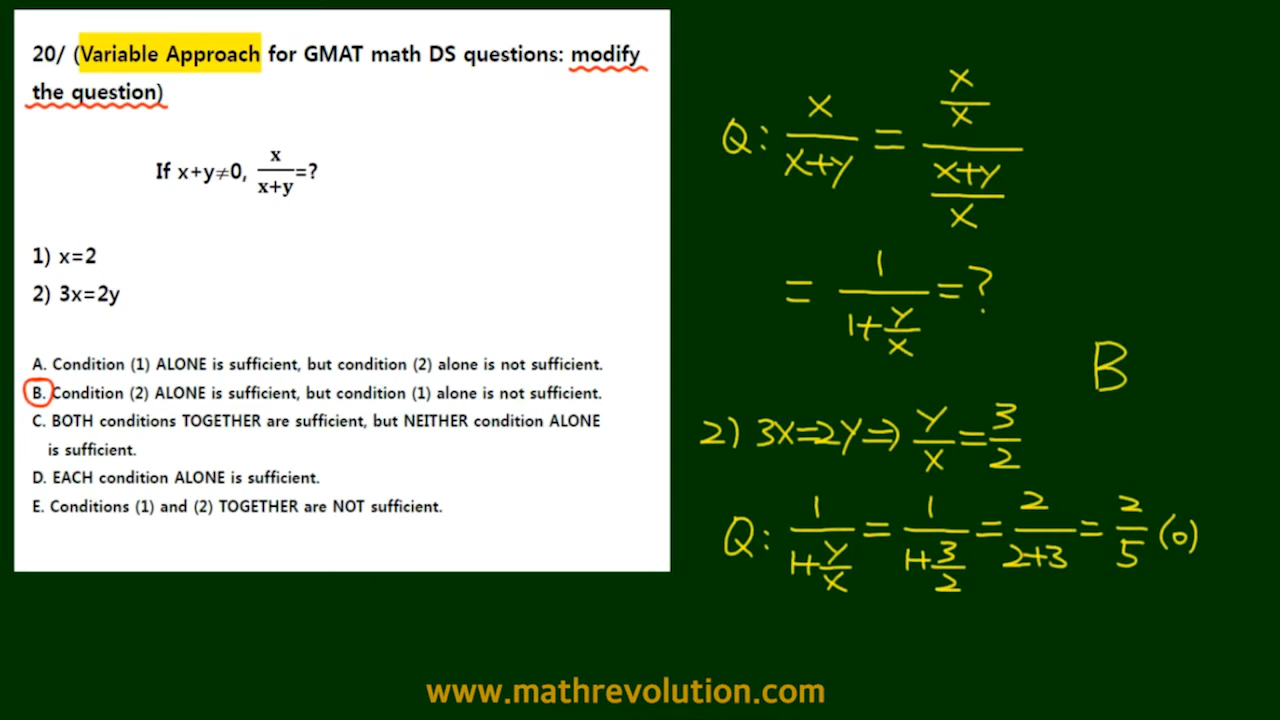 20/ (Variable Approach for GMAT math DS questions: modify
the question)
If x+y≠0, x/(x+y)=?
1) x=2
2) 3x=2y
A. Condition (1) ALONE is sufficient, but condition (2) alone is not sufficient.
B. Condition (2) ALONE is sufficient, but condition (1) alone is not sufficient.
C. BOTH conditions TOGETHER are sufficient, but NEITHER condition ALONE
is sufficient.
D. EACH condition ALONE is sufficient.
E. Conditions (1) and (2) TOGETHER are NOT sufficient.
Q: x/(x+y) = (x/x)/((x+y)/x)
= 1/(1+y/x) = ?
B
2) 3x=2y ⇒ y/x = 3/2
Q: 1/(1+y/x) = 1/(1+3/2) = 2/(2+3) = 2/5 (o)
www.mathrevolution.com